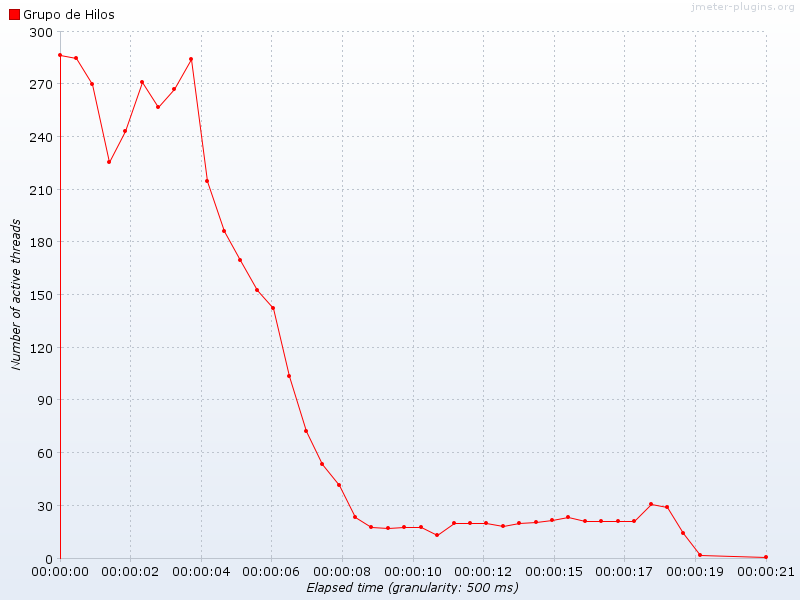 jmeter-plugins.org
Grupo de Hilos
300
270
240
210
180
150
120
90
60
30
0
Number of active threads
00:00:00 00:00:02 00:00:04 00:00:06 00:00:08 00:00:10 00:00:12 00:00:15 00:00:17 00:00:19 00:00:21
Elapsed time (granularity: 500 ms)